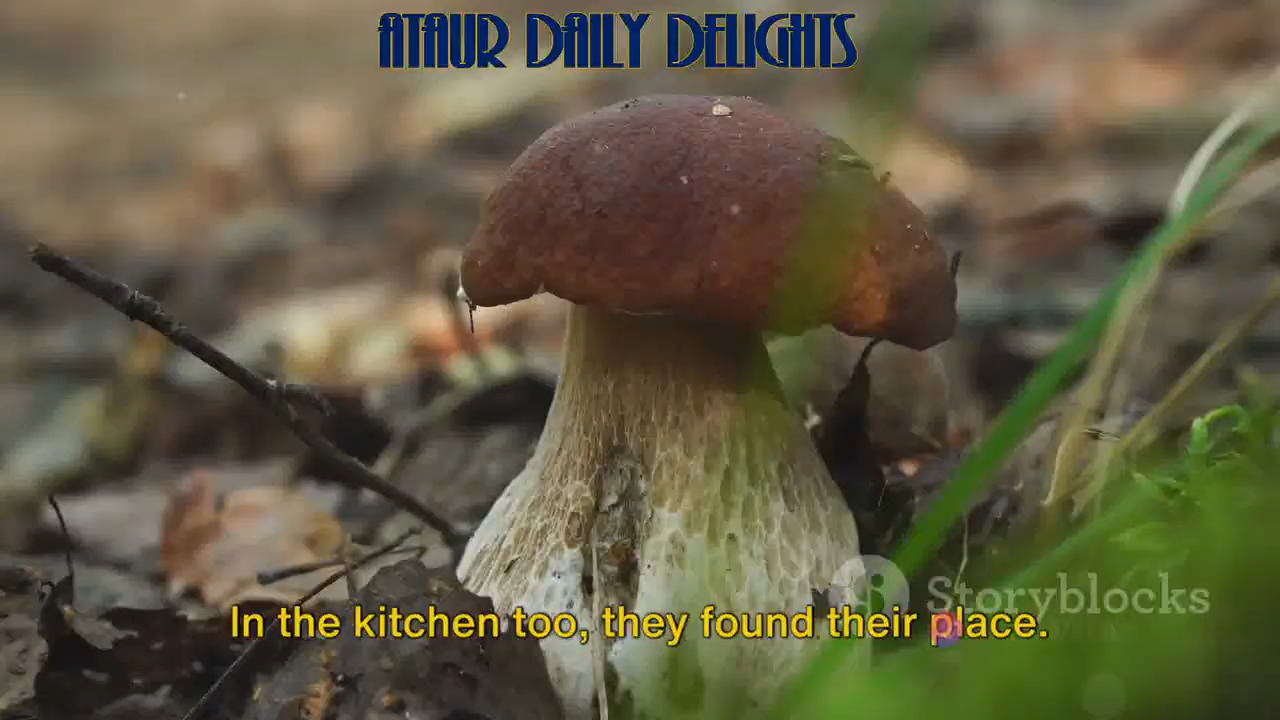 ATAUR DAILY DELIGHTS
Storyblocks
In the kitchen too, they found their place.